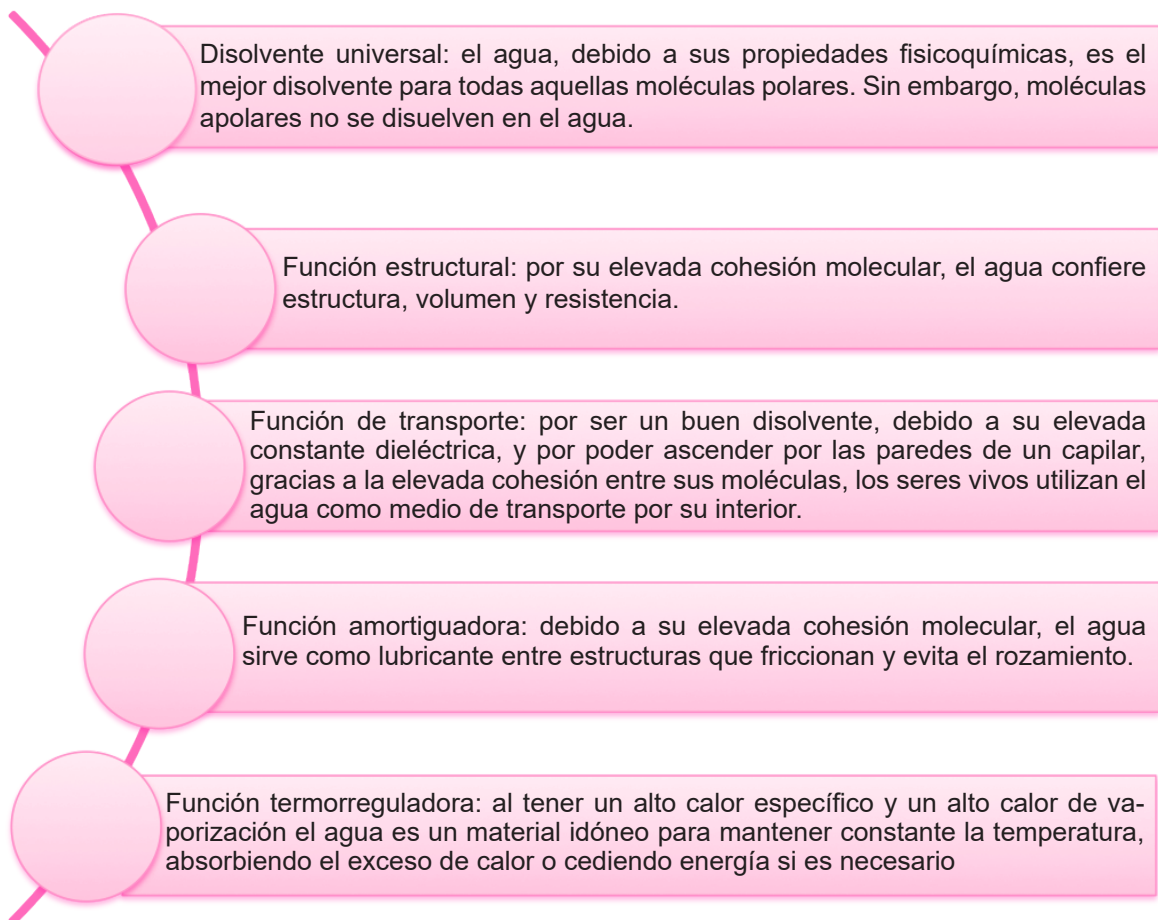 Disolvente universal: el agua, debido a sus propiedades fisicoquímicas, es el
mejor disolvente para todas aquellas moléculas polares. Sin embargo, moléculas
apolares no se disuelven en el agua.
Función estructural: por su elevada cohesión molecular, el agua confiere
estructura, volumen y resistencia.
Función de transporte: por ser un buen disolvente, debido a su elevada
constante dieléctrica, y por poder ascender por las paredes de un capilar,
gracias a la elevada cohesión entre sus moléculas, los seres vivos utilizan el
agua como medio de transporte por su interior.
Función amortiguadora: debido a su elevada cohesión molecular, el agua
sirve como lubricante entre estructuras que friccionan y evita el rozamiento.
Función termorreguladora: al tener un alto calor específico y un alto calor de va-
porización el agua es un material idóneo para mantener constante la temperatura,
absorbiendo el exceso de calor o cediendo energía si es necesario